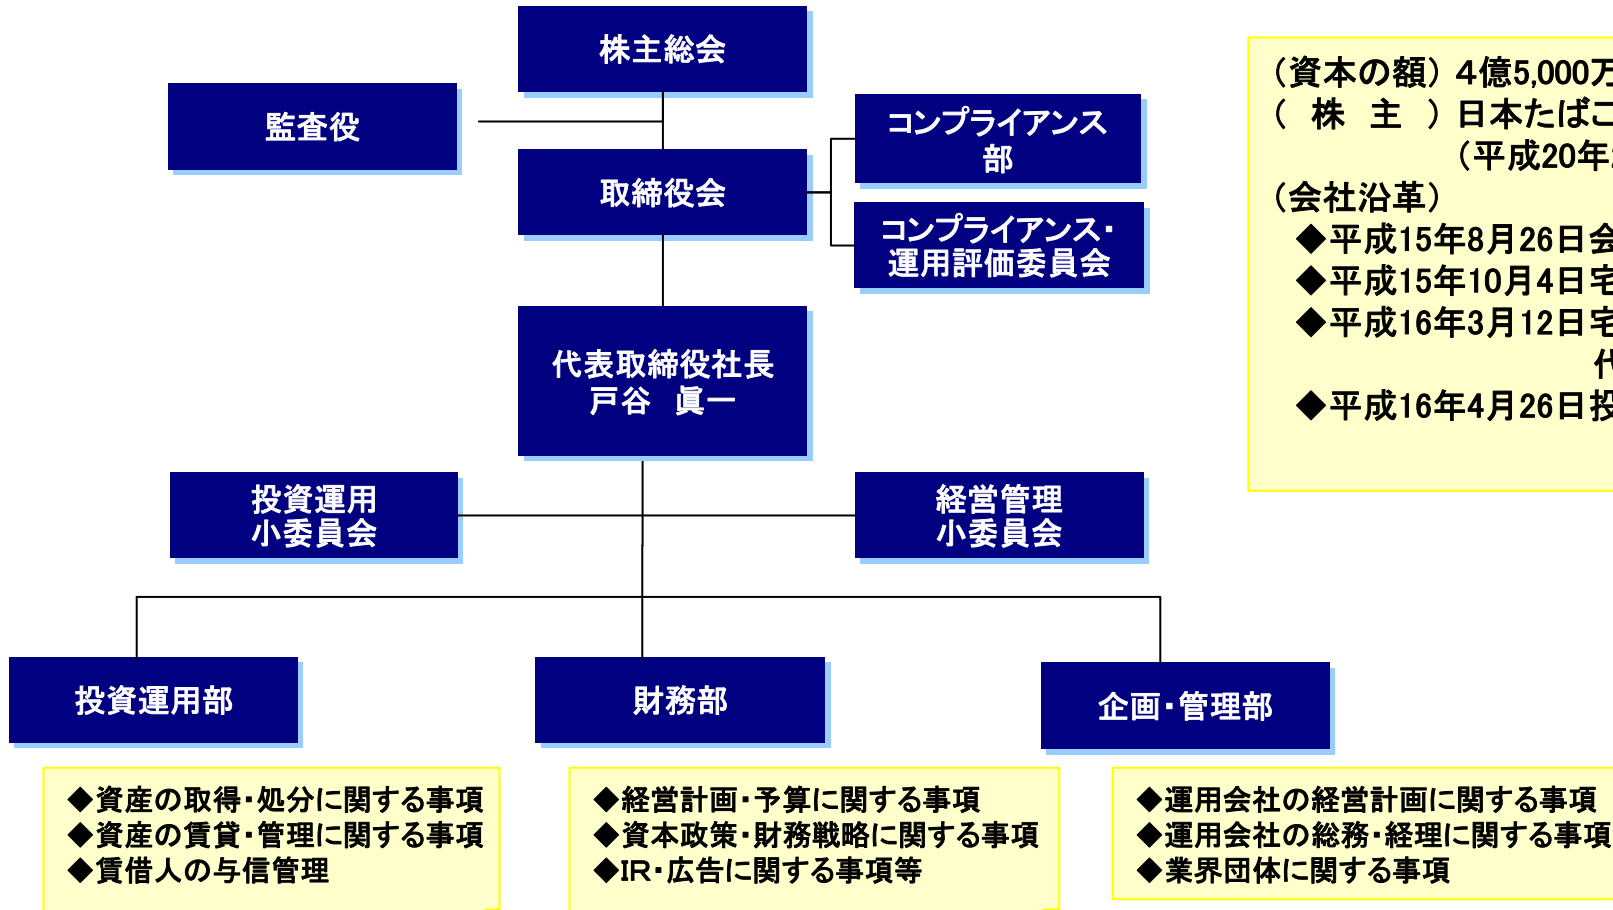 株主総会
監査役
コンプライアンス
部
取締役会
コンプライアンス・
運用評価委員会
代表取締役社長
戸谷 眞一
投資運用
小委員会
経営管理
小委員会
投資運用部
財務部
企画・管理部
◆資産の取得・処分に関する事項
◆資産の賃貸・管理に関する事項
◆賃借人の与信管理
◆経営計画・予算に関する事項
◆資本政策・財務戦略に関する事項
◆IR・広告に関する事項等
◆運用会社の経営計画に関する事項
◆運用会社の総務・経理に関する事項
◆業界団体に関する事項
（資本の額）４億5,000万
（ 株 主 ）日本たばこ
（平成20年
（会社沿革）
◆平成15年8月26日会
◆平成15年10月4日宅
◆平成16年3月12日宅
代
◆平成16年4月26日投